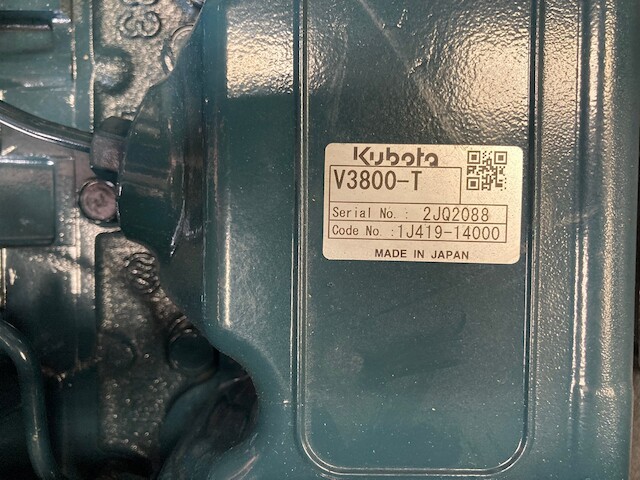 Kubota
V3800-T
Serial No. : 2JQ2088
Code No. : 1J419-14000
MADE IN JAPAN